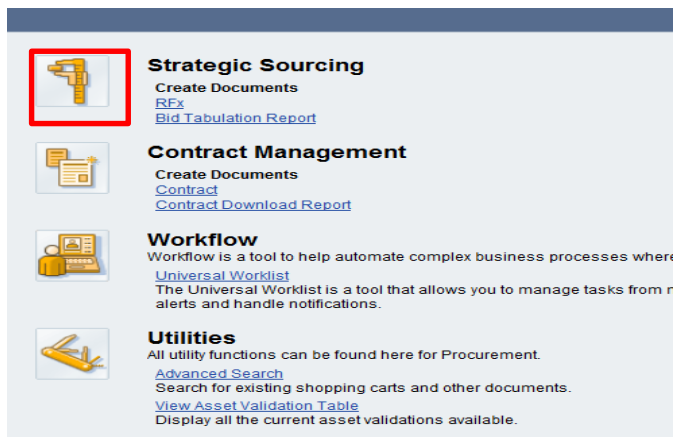 Strategic Sourcing
Create Documents
RFx
Bid Tabulation Report
Contract Management
Create Documents
Contract
Contract Download Report
Workflow
Workflow is a tool to help automate complex business processes where
Universal Worklist
The Universal Worklist is a tool that allows you to manage tasks from
alerts and handle notifications.
Utilities
All utility functions can be found here for Procurement.
Advanced Search
Search for existing shopping carts and other documents.
View Asset Validation Table
Display all the current asset validations available.